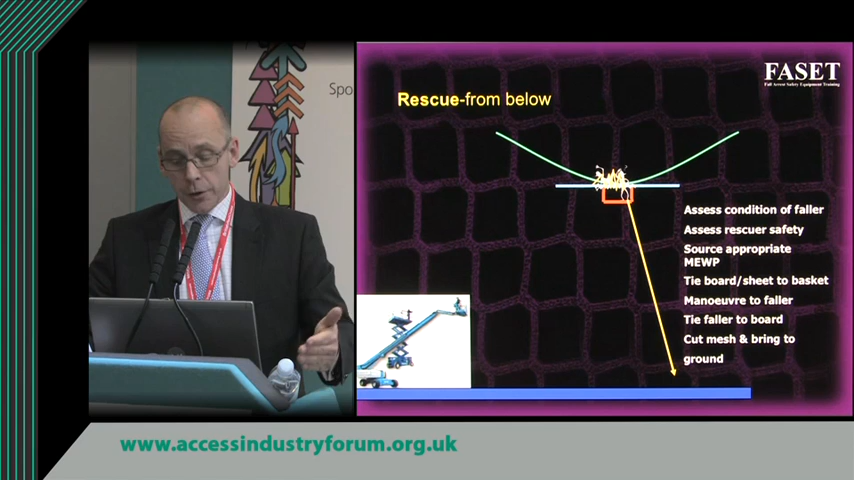 Spo
Rescue-from below
FASET
Fall Arrest Safety Equipment Training
Assess condition of faller
Assess rescuer safety
Source appropriate
MEWP
Tie board/sheet to basket
Manoeuvre to faller
Tie faller to board
Cut mesh & bring to
ground
www.accessindustryforum.org.uk